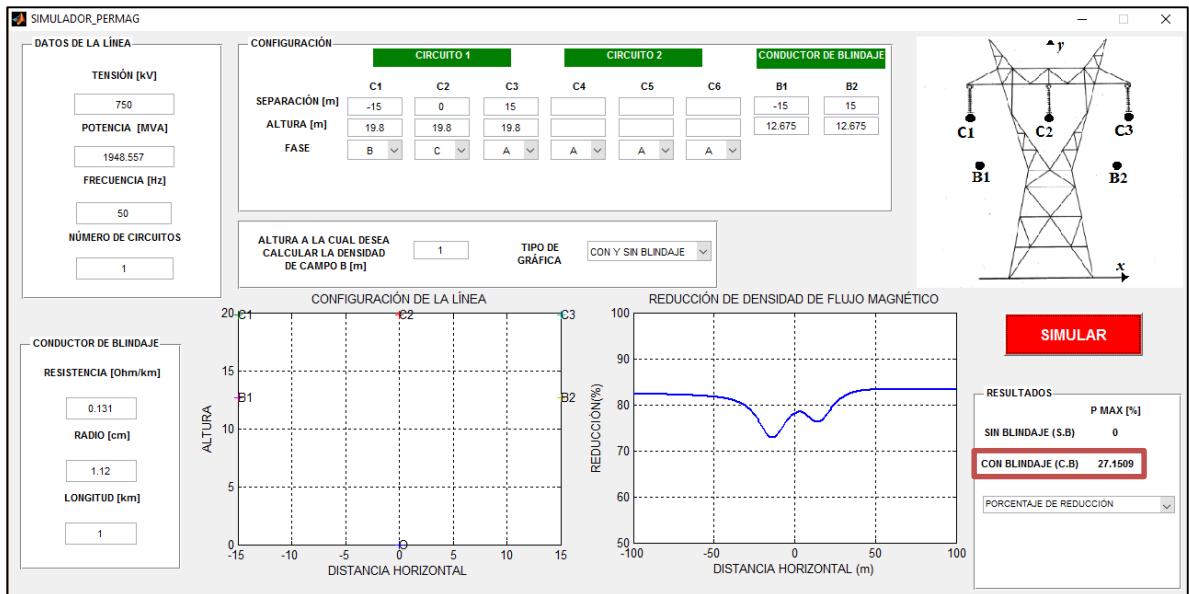 SIMULADOR_PERMAG
DATOS DE LA LÍNEA
TENSIÓN [kV]
750
POTENCIA [MVA]
1948.557
FRECUENCIA [Hz]
50
NÚMERO DE CIRCUITOS
1
CONFIGURACIÓN
CIRCUITO 1 CIRCUITO 2 CONDUCTOR DE BLINDAJE
C1 C2 C3 C4 C5 C6 B1 B2
SEPARACIÓN [m] -15 0 15 -15 15
ALTURA [m] 19.8 19.8 19.8 12.675 12.675
FASE B C A A A A
ALTURA A LA CUAL DESEA
CALCULAR LA DENSIDAD
DE CAMPO B [m]
1
TIPO DE
GRÁFICA
CON Y SIN BLINDAJE
y
C1 C2 C3
B1 B2
x
CONDUCTOR DE BLINDAJE
RESISTENCIA [Ohm/km]
0.131
RADIO [cm]
1.12
LONGITUD [km]
1
CONFIGURACIÓN DE LA LÍNEA
20
15
10
5
0
ALTURA
C1 C2 C3
B1 B2
O
-15 -10 -5 0 5 10 15
DISTANCIA HORIZONTAL
REDUCCIÓN DE DENSIDAD DE FLUJO MAGNÉTICO
100
90
80
70
60
50
REDUCCIÓN(%)
-100 -50 0 50 100
DISTANCIA HORIZONTAL (m)
SIMULAR
RESULTADOS
P MAX [%]
SIN BLINDAJE (S.B) 0
CON BLINDAJE (C.B) 27.1509
PORCENTAJE DE REDUCCIÓN